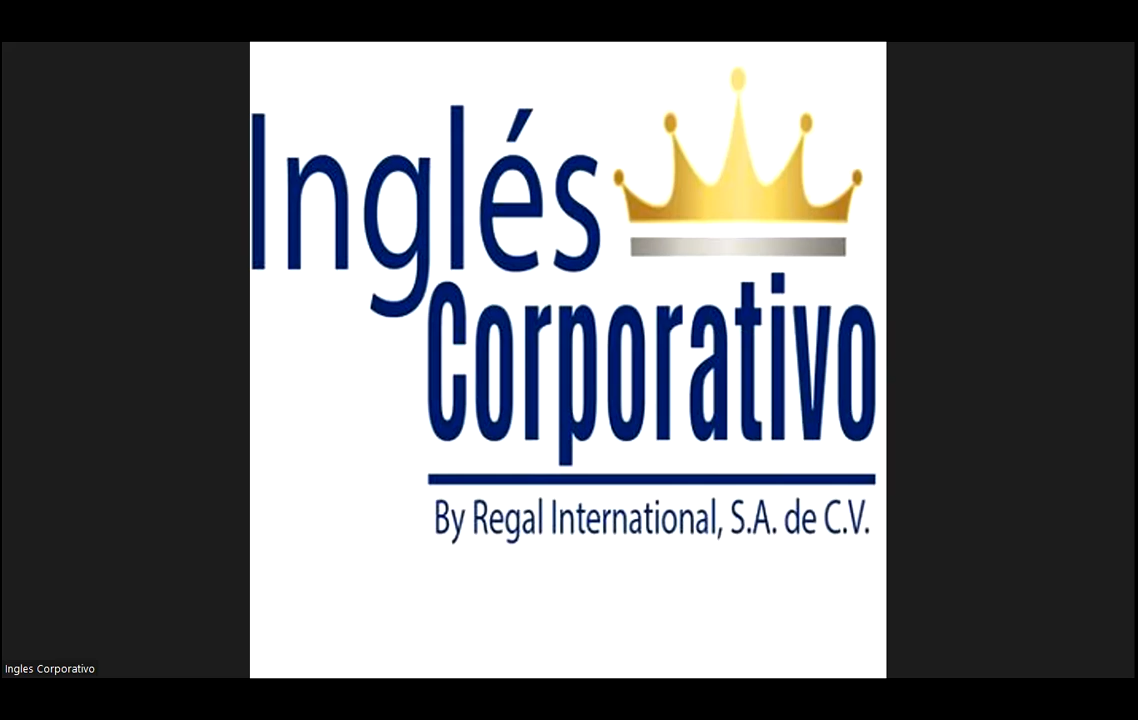 Inglés
Corporativo
By Regal International, S.A. de C.V.
Ingles Corporativo